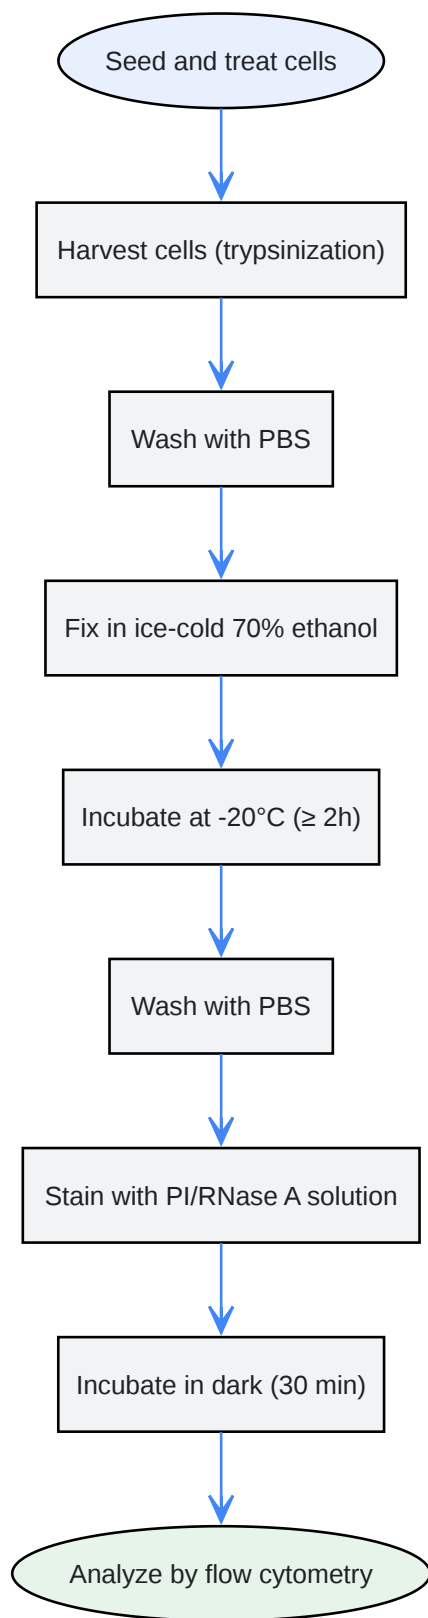 Seed and treat cells
Harvest cells (trypsinization)
Wash with PBS
Fix in ice-cold 70% ethanol
Incubate at -20°C (≥ 2h)
Wash with PBS
Stain with PI/RNase A solution
Incubate in dark (30 min)
Analyze by flow cytometry